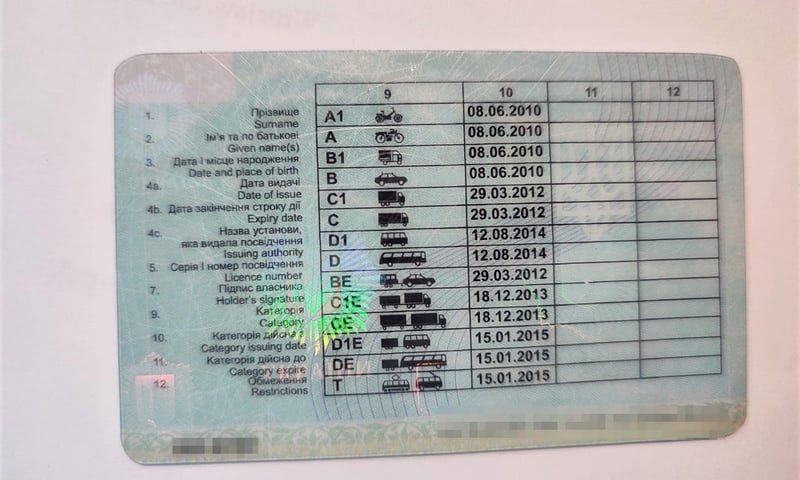 9 10 11 12
1. Прізвище
Surname
2. Ім'я та по батькові
Given name(s)
3. Дата і місце народження
Date and place of birth
4a. Дата видачі
Date of issue
4b. Дата закінчення строку дії
Expiry date
4c. Назва установи,
яка видала посвідчення
Issuing authority
5. Серія і номер посвідчення
Licence number
7. Підпис власника
Holder's signature
9. Категорія
Category
10. Категорія дійсна з
Category issuing date
11. Категорія дійсна до
Category expire
12. Обмеження
Restrictions
A1 08.06.2010
A 08.06.2010
B1 08.06.2010
B 08.06.2010
C1 29.03.2012
C 29.03.2012
D1 12.08.2014
D 12.08.2014
BE 29.03.2012
C1E 18.12.2013
CE 18.12.2013
D1E 15.01.2015
DE 15.01.2015
T 15.01.2015